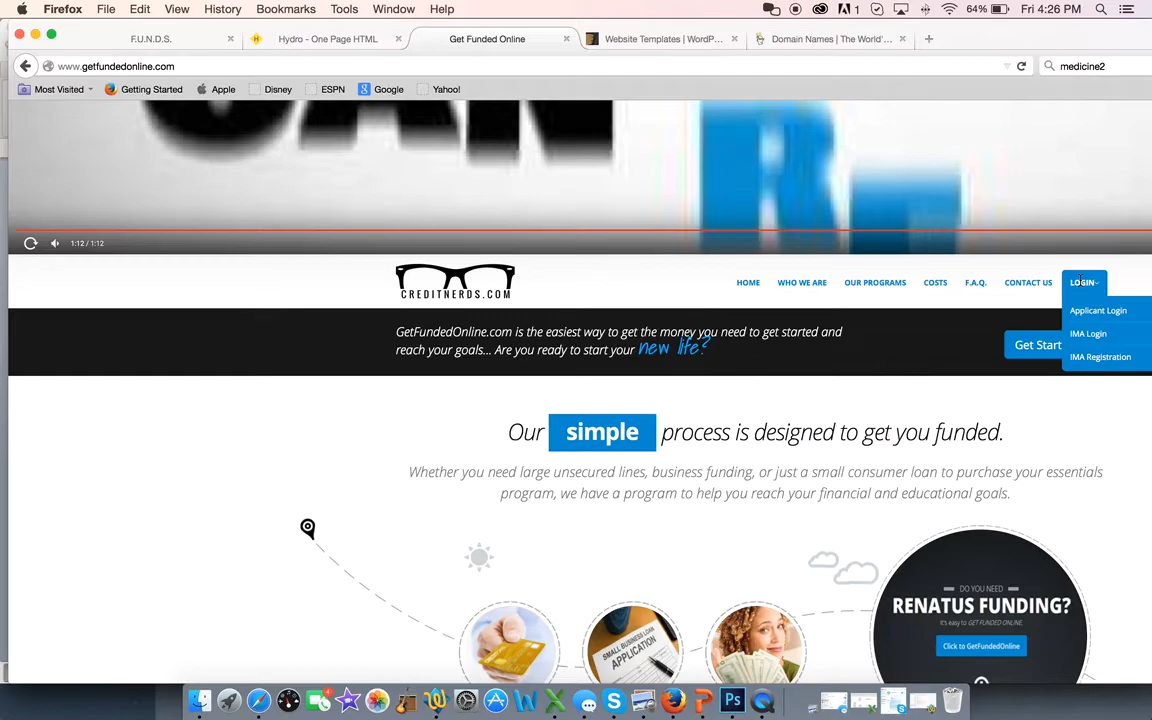 Firefox File Edit View History Bookmarks Tools Window Help 1 64% Fri 4:26 PM
F.U.N.D.S. Hydro - One Page HTML Get Funded Online Website Templates | WordP... Domain Names | The World'...
www.getfundedonline.com medicine2
Most Visited Getting Started Apple Disney ESPN Google Yahoo!
1:12 / 1:12
CREDITNERDS.COM
HOME WHO WE ARE OUR PROGRAMS COSTS F.A.Q. CONTACT US LOGIN
Applicant Login
IMA Login
IMA Registration
GetFundedOnline.com is the easiest way to get the money you need to get started and
reach your goals... Are you ready to start your new life?
Get Start
Our simple process is designed to get you funded.
Whether you need large unsecured lines, business funding, or just a small consumer loan to purchase your essentials
program, we have a program to help you reach your financial and educational goals.
SMALL BUSINESS LOAN
APPLICATION
DO YOU NEED
RENATUS FUNDING?
It's easy to GET FUNDED ONLINE.
Click to GetFundedOnline